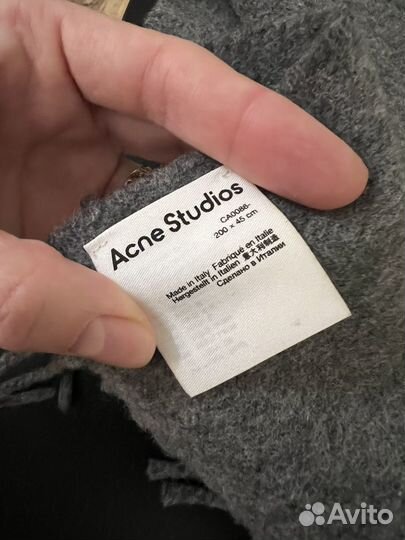 Acne Studios
CA0086-
200 x 45 cm
Made in Italy Fabriqué en Italie
Hergestellt in Italien 意大利制造
Сделано в Италии
Avito